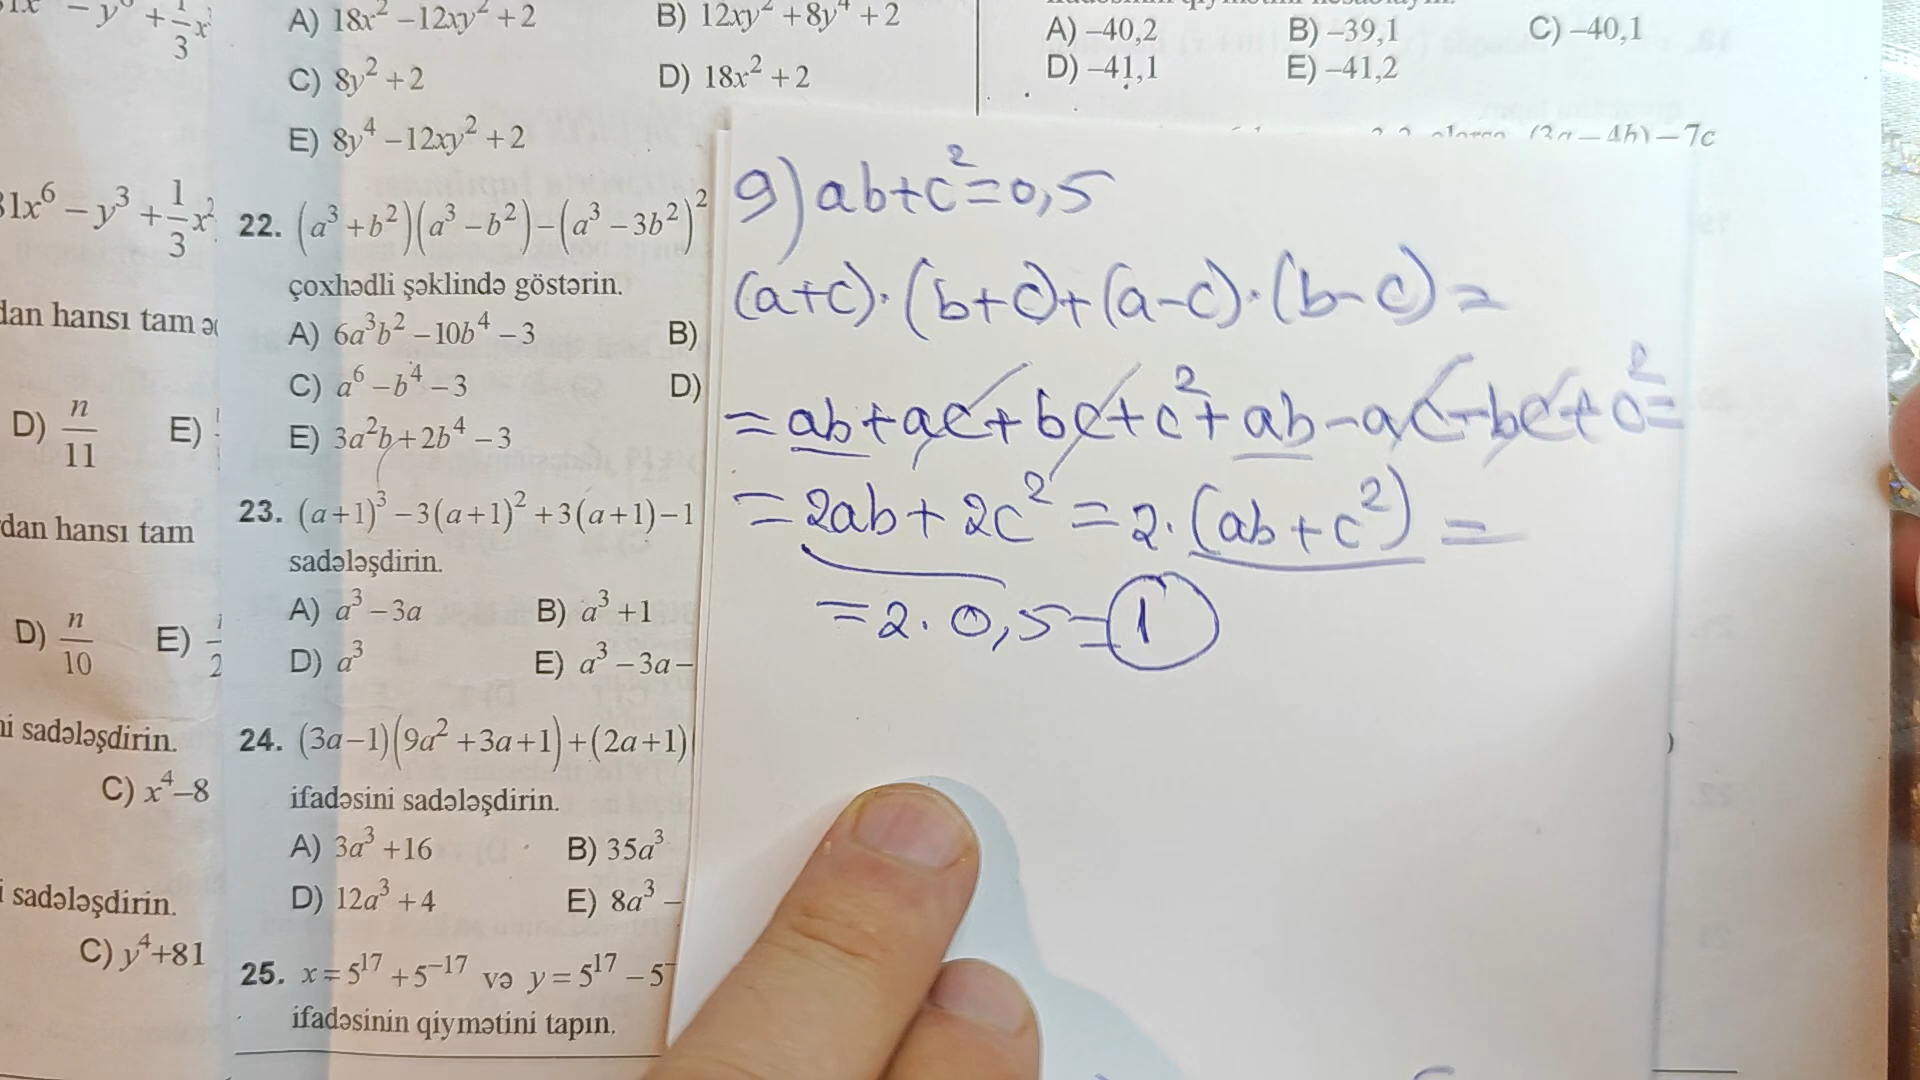 + 1/3 x
D) n/11 E)
dan hansı tam
D) n/10 E)
sadələşdirin.
C) x⁴–8
sadələşdirin.
C) y⁴+81
A) 18x² – 12xy² + 2 B) 12xy² + 8y⁴ + 2
C) 8y² + 2 D) 18x² + 2
E) 8y⁴ – 12xy² + 2
22. (a³ + b²)(a³ – b²) – (a³ – 3b²)²
çoxhədli şəklində göstərin.
A) 6a³b² – 10b⁴ – 3 B)
C) a⁶ – b⁴ – 3 D)
E) 3a²b + 2b⁴ – 3
23. (a+1)³ – 3(a+1)² + 3(a+1) – 1
sadələşdirin.
A) a³ – 3a B) a³ + 1
D) a³ E) a³ – 3a –
24. (3a–1)(9a² + 3a + 1) + (2a+1)
ifadəsini sadələşdirin.
A) 3a³ + 16 B) 35a³
D) 12a³ + 4 E) 8a³ –
25. x = 5¹⁷ + 5⁻¹⁷ və y = 5¹⁷ – 5
ifadəsinin qiymətini tapın.
A) –40,2 B) –39,1 C) –40,1
D) –41,1 E) –41,2
(3a – 4b) – 7c
9) ab+c²=0,5
(a+c)·(b+c)+(a-c)·(b-c)=
=ab+ac+bc+c²+ab-ac-bc+c²=
=2ab+2c²=2·(ab+c²)=
=2·0,5=1